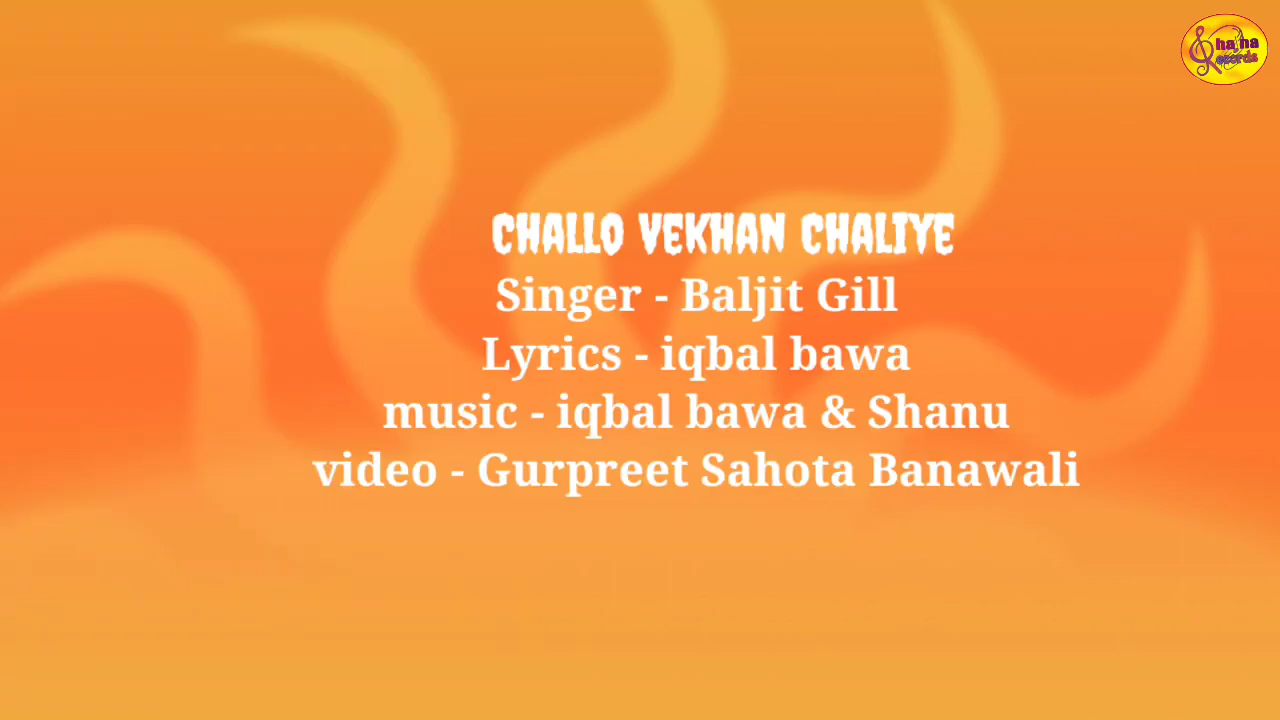 CHALLO VEKHAN CHALIYE
Singer - Baljit Gill
Lyrics - iqbal bawa
music - iqbal bawa & Shanu
video - Gurpreet Sahota Banawali